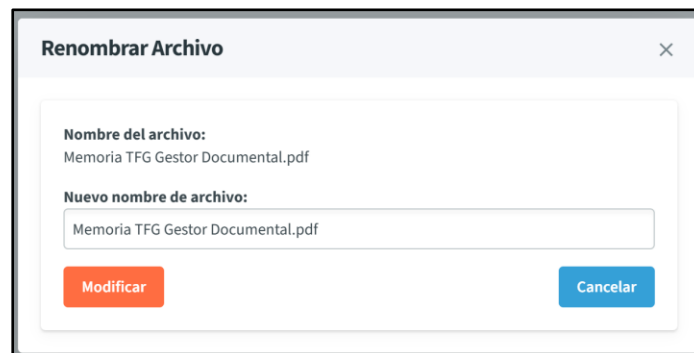 Renombrar Archivo
Nombre del archivo:
Memoria TFG Gestor Documental.pdf
Nuevo nombre de archivo:
Memoria TFG Gestor Documental.pdf
Modificar
Cancelar